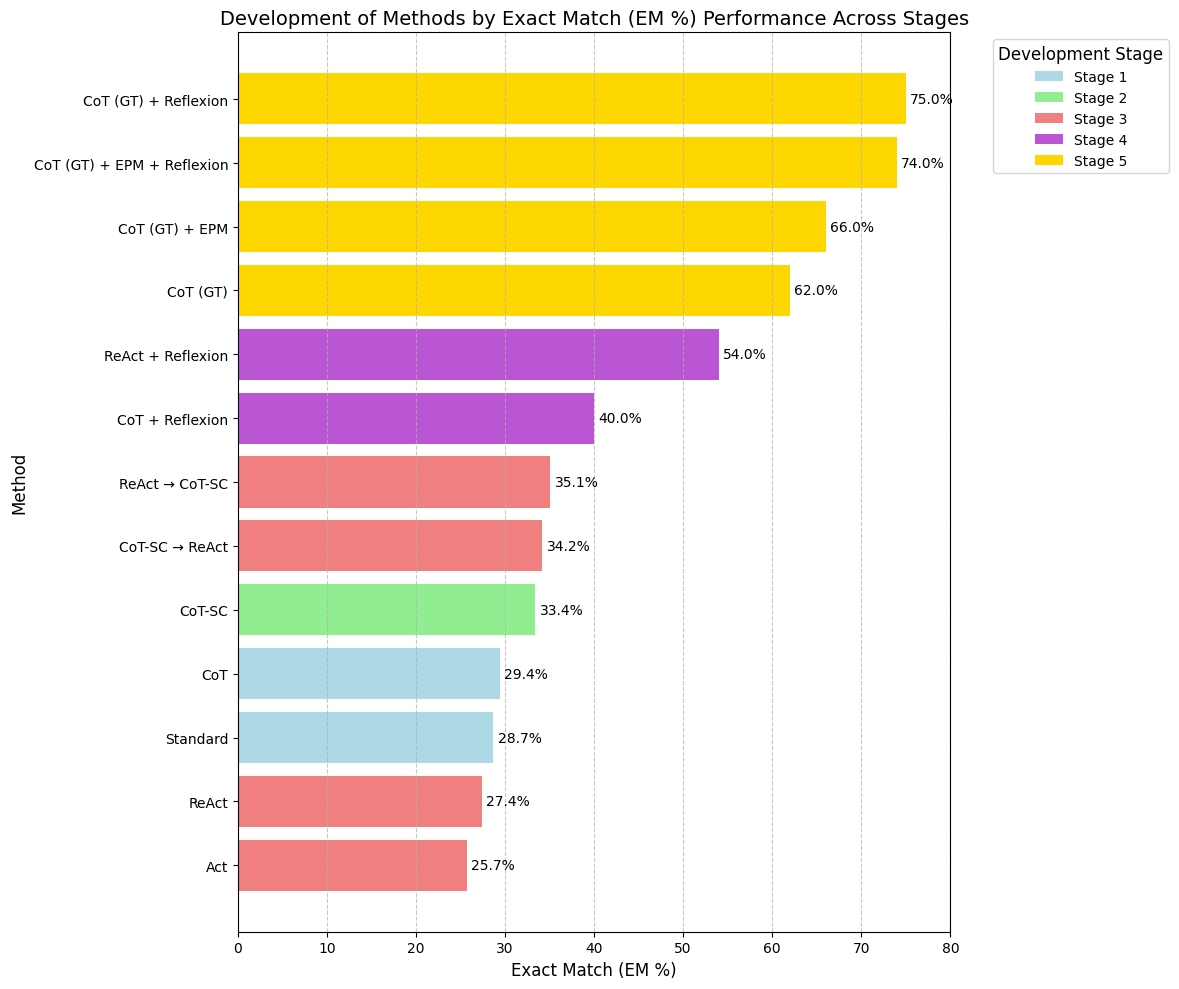 Development of Methods by Exact Match (EM %) Performance Across Stages
Development Stage
Stage 1
Stage 2
Stage 3
Stage 4
Stage 5
Method
CoT (GT) + Reflexion 75.0%
CoT (GT) + EPM + Reflexion 74.0%
CoT (GT) + EPM 66.0%
CoT (GT) 62.0%
ReAct + Reflexion 54.0%
CoT + Reflexion 40.0%
ReAct → CoT-SC 35.1%
CoT-SC → ReAct 34.2%
CoT-SC 33.4%
CoT 29.4%
Standard 28.7%
ReAct 27.4%
Act 25.7%
0 10 20 30 40 50 60 70 80
Exact Match (EM %)